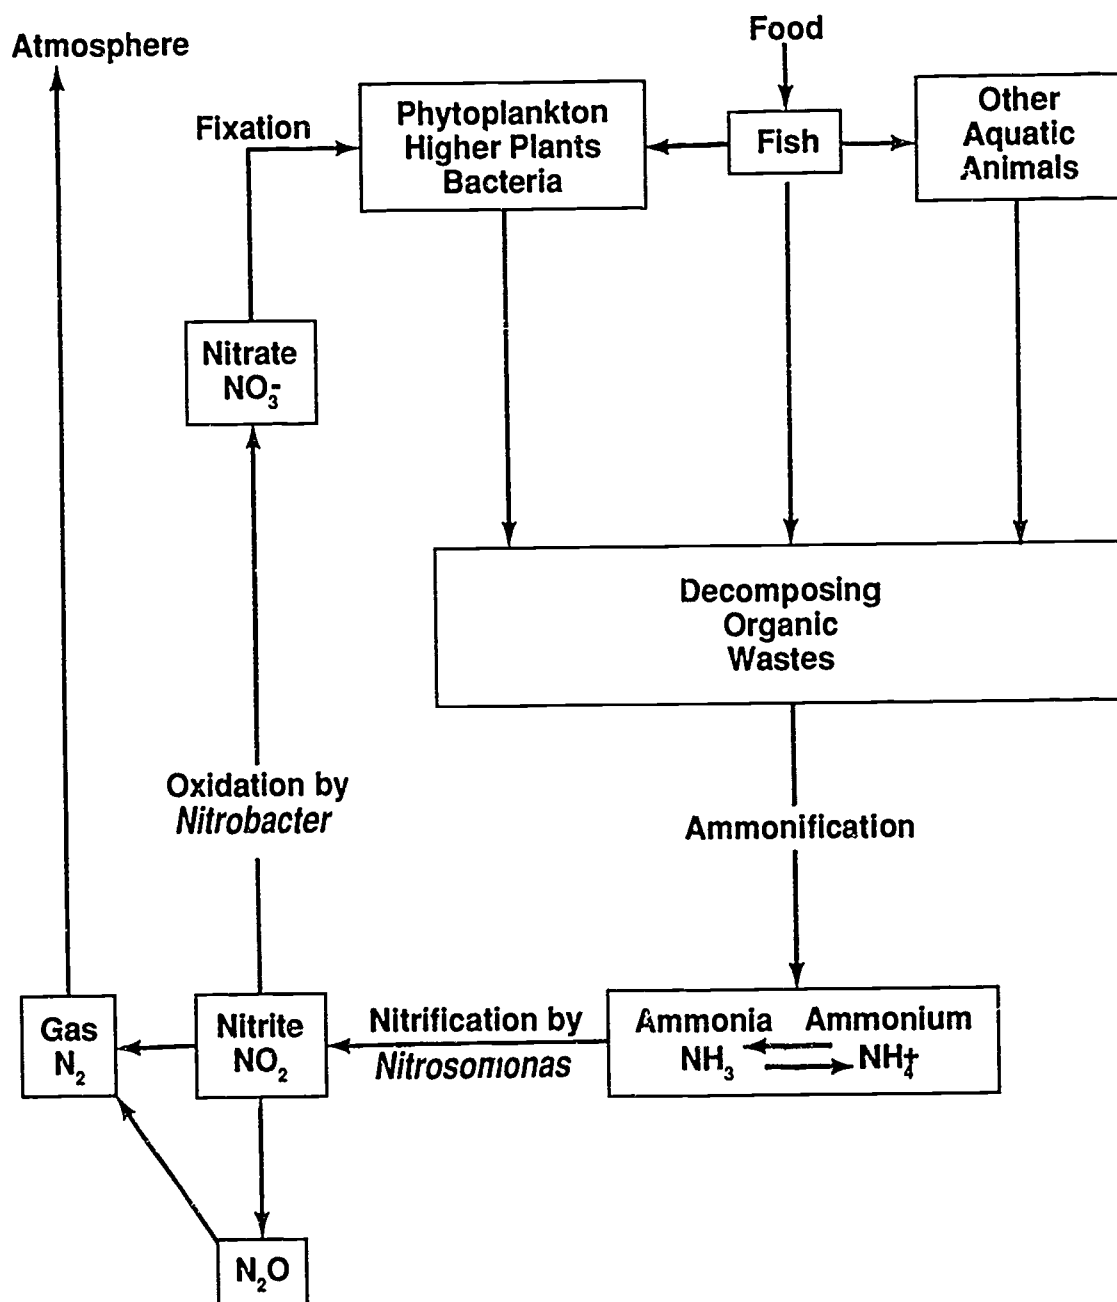 Atmosphere
Food
Fixation
Phytoplankton
Higher Plants
Bacteria
Fish
Other
Aquatic
Animals
Nitrate
NO₃⁻
Decomposing
Organic
Wastes
Oxidation by
Nitrobacter
Ammonification
Gas
N₂
Nitrite
NO₂
Nitrification by
Nitrosomonas
Ammonia Ammonium
NH₃ NH₄⁺
N₂O